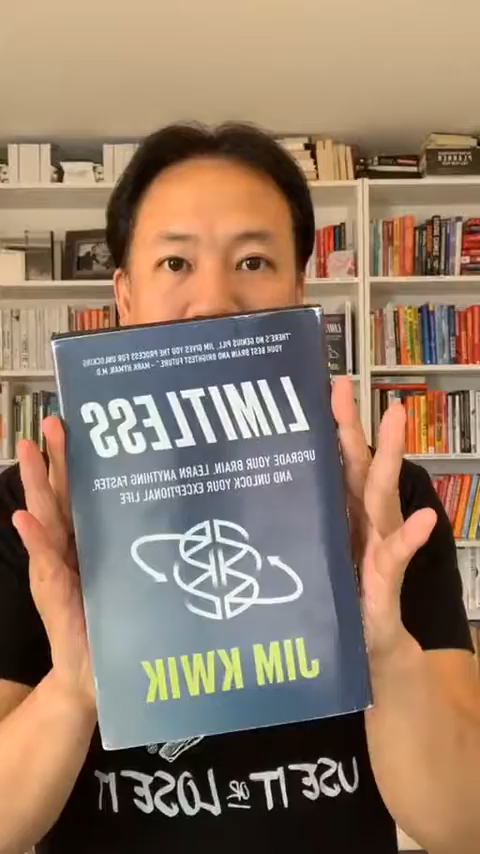 "THERE'S NO GENIUS PILL, JIM GIVES YOU THE PROCESS FOR UNLOCKING
YOUR BEST BRAIN AND BRIGHTEST FUTURE." – MARK HYMAN, M.D.
LIMITLESS
UPGRADE YOUR BRAIN, LEARN ANYTHING FASTER,
AND UNLOCK YOUR EXCEPTIONAL LIFE
JIM KWIK
USE IT OR LOSE IT